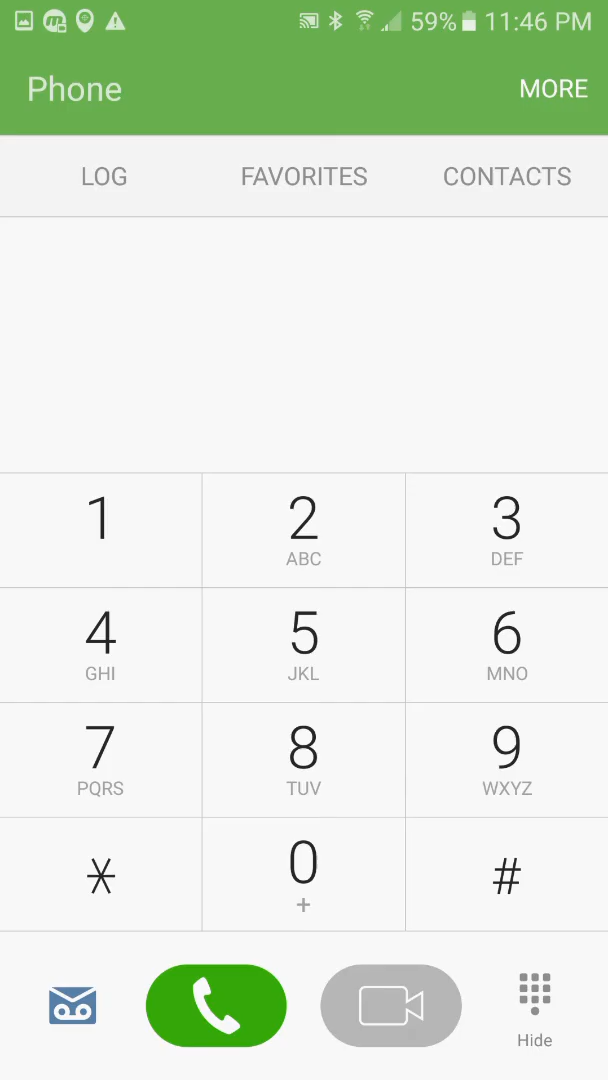 59% 11:46 PM
Phone MORE
LOG FAVORITES CONTACTS
1 2 3
ABC DEF
4 5 6
GHI JKL MNO
7 8 9
PQRS TUV WXYZ
* 0 #
+
Hide